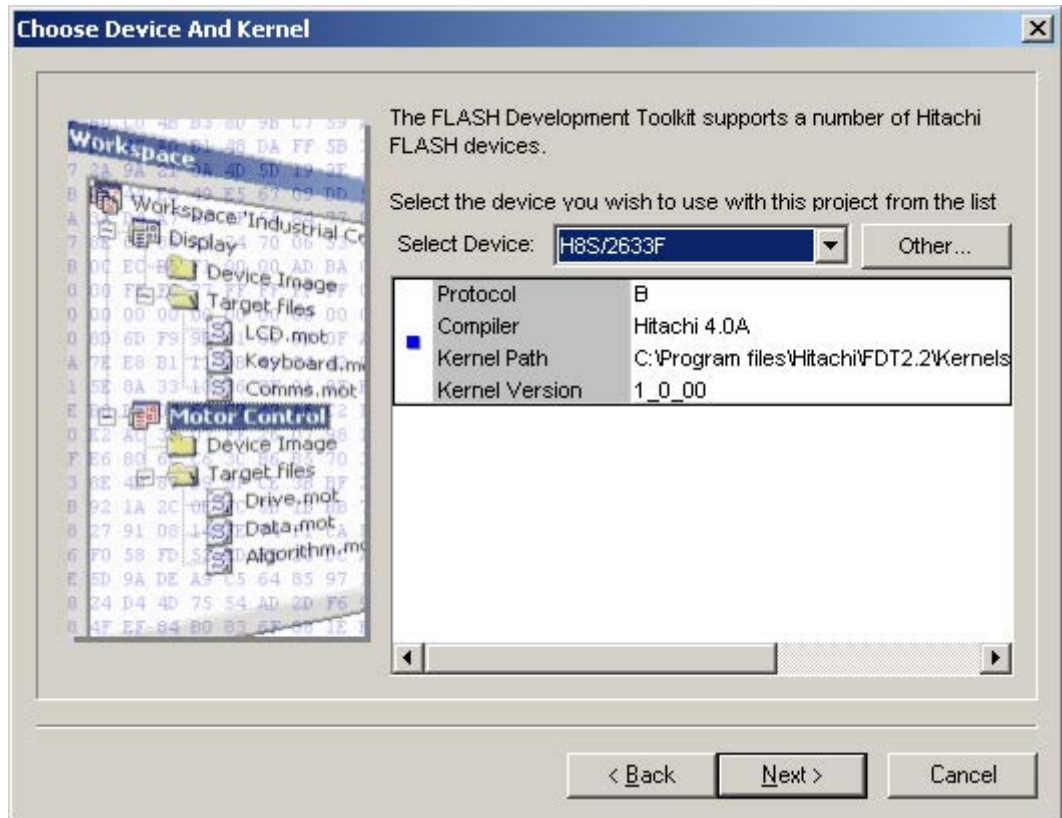 Choose Device And Kernel
The FLASH Development Toolkit supports a number of Hitachi
FLASH devices.
Select the device you wish to use with this project from the list
Select Device:
H8S/2633F
Other...
Protocol B
Compiler Hitachi 4.0A
Kernel Path C:\Program files\Hitachi\FDT2.2\Kernels
Kernel Version 1_0_00
Workspace
Workspace 'Industrial Co
Display
Device Image
Target files
LCD.mot
Keyboard.m
Comms.mot
Motor Control
Device Image
Target files
Drive.mot
Data.mot
Algorithm.m
< Back
Next >
Cancel